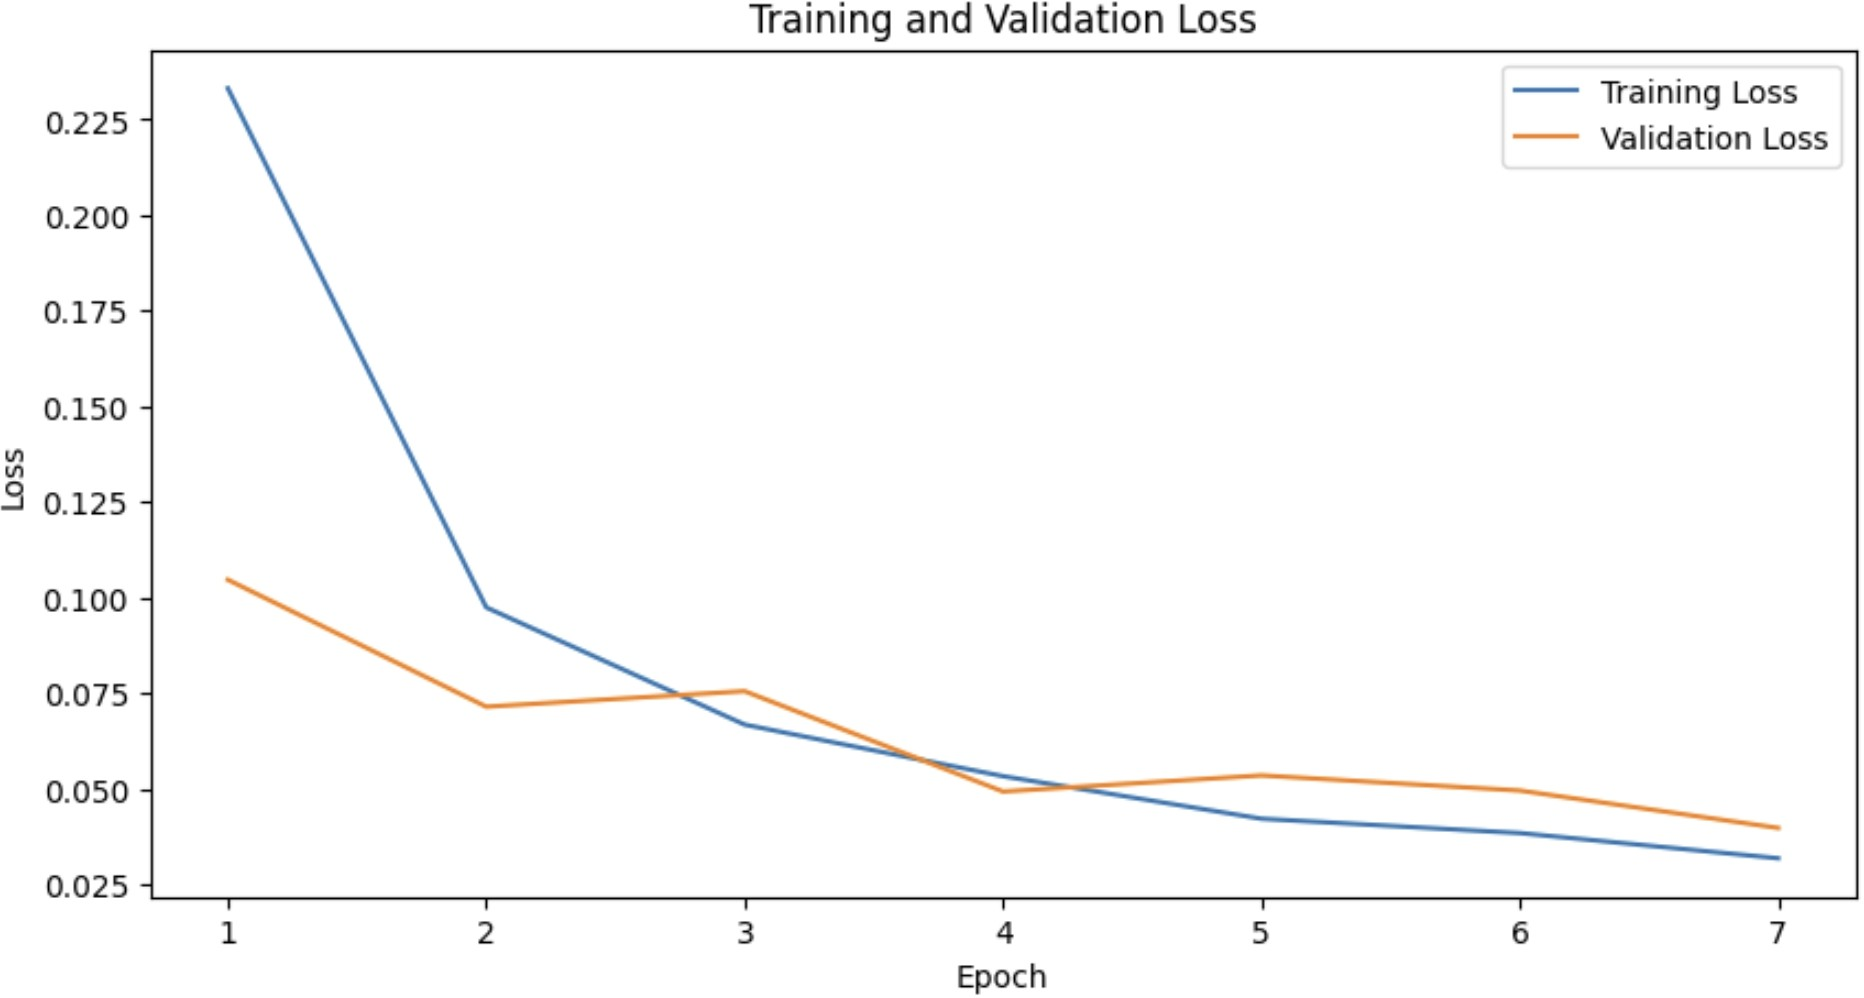 Training and Validation Loss
Training Loss
Validation Loss
0.225
0.200
0.175
0.150
0.125
0.100
0.075
0.050
0.025
Loss
1 2 3 4 5 6 7
Epoch